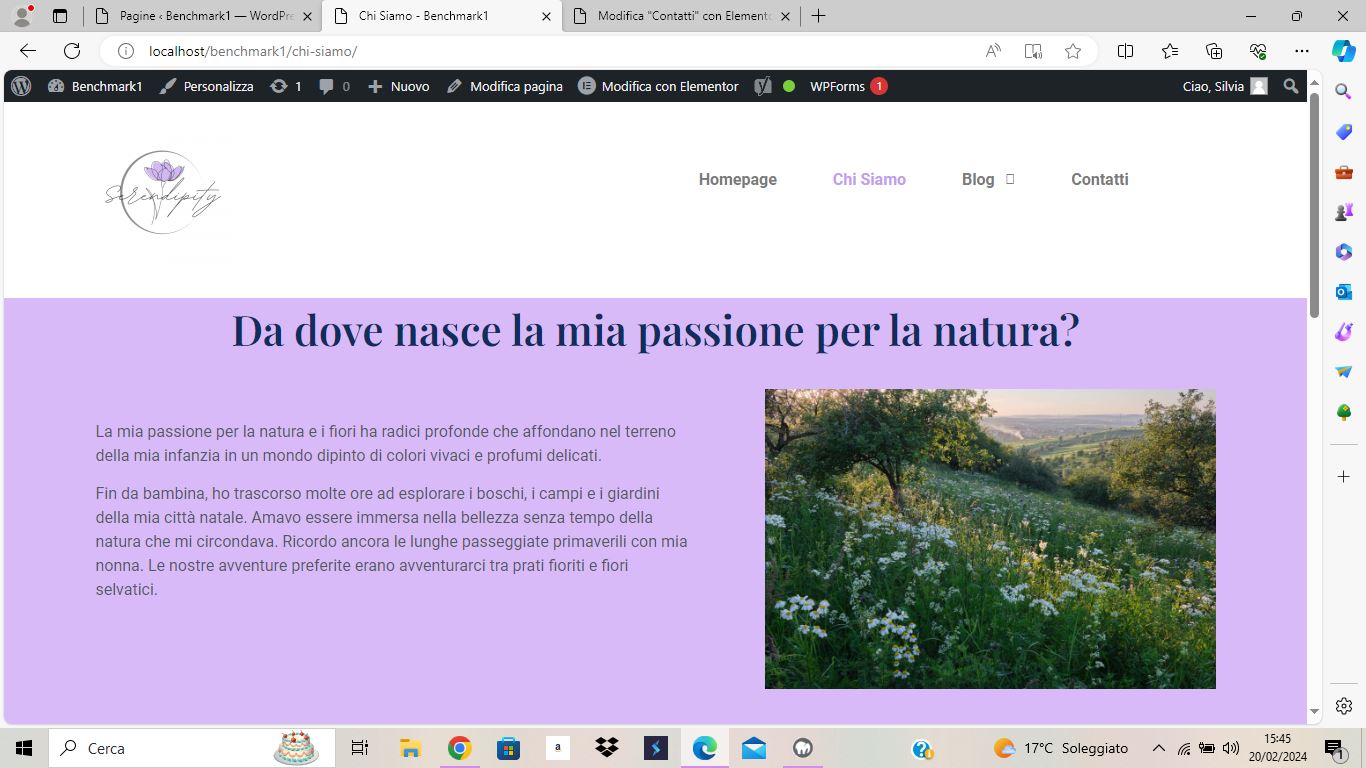 Pagine ‹ Benchmark1 — WordPre
Chi Siamo - Benchmark1
Modifica "Contatti" con Elemento
localhost/benchmark1/chi-siamo/
Benchmark1
Personalizza
1
0
Nuovo
Modifica pagina
Modifica con Elementor
WPForms 1
Ciao, Silvia
serendipity
Homepage
Chi Siamo
Blog
Contatti
Da dove nasce la mia passione per la natura?
La mia passione per la natura e i fiori ha radici profonde che affondano nel terreno
della mia infanzia in un mondo dipinto di colori vivaci e profumi delicati.
Fin da bambina, ho trascorso molte ore ad esplorare i boschi, i campi e i giardini
della mia città natale. Amavo essere immersa nella bellezza senza tempo della
natura che mi circondava. Ricordo ancora le lunghe passeggiate primaverili con mia
nonna. Le nostre avventure preferite erano avventurarci tra prati fioriti e fiori
selvatici.
Cerca
a
17°C Soleggiato
15:45
20/02/2024
1